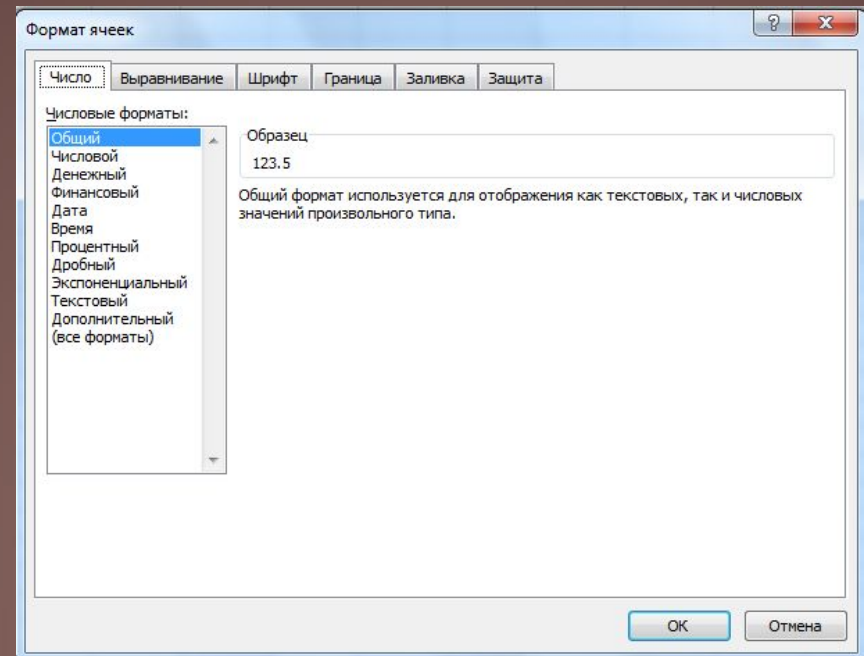 Формат ячеек
Число Выравнивание Шрифт Граница Заливка Защита
Числовые форматы:
Общий
Числовой
Денежный
Финансовый
Дата
Время
Процентный
Дробный
Экспоненциальный
Текстовый
Дополнительный
(все форматы)
Образец
123.5
Общий формат используется для отображения как текстовых, так и числовых
значений произвольного типа.
ОК Отмена